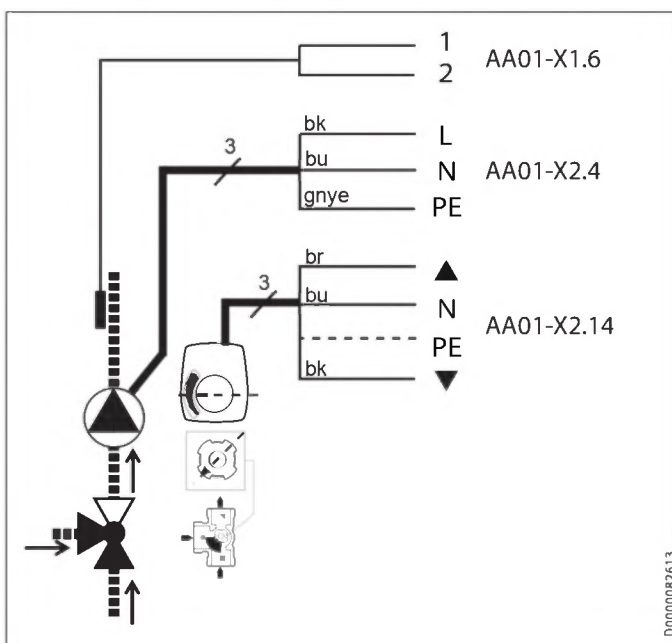 1
2
AA01-X1.6
3
bk
L
bu
N
AA01-X2.4
gnye
PE
3
br
▲
bu
N
PE
AA01-X2.14
bk
▼
D0000082613